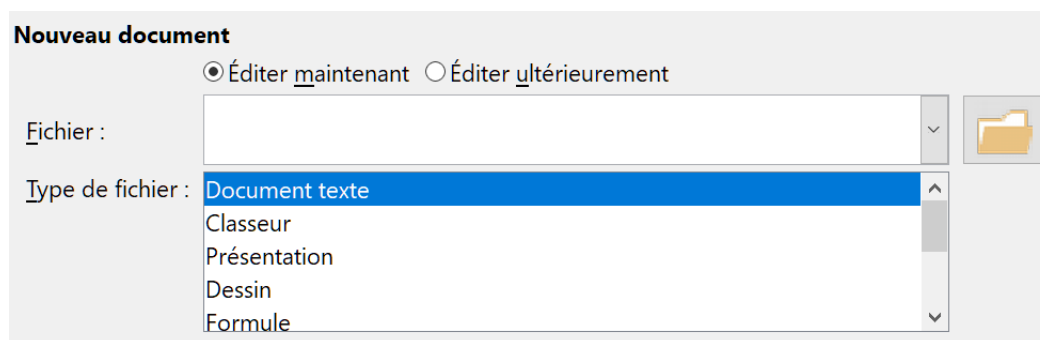 Nouveau document
Éditer maintenant Éditer ultérieurement
Fichier :
Type de fichier : Document texte
Classeur
Présentation
Dessin
Formule